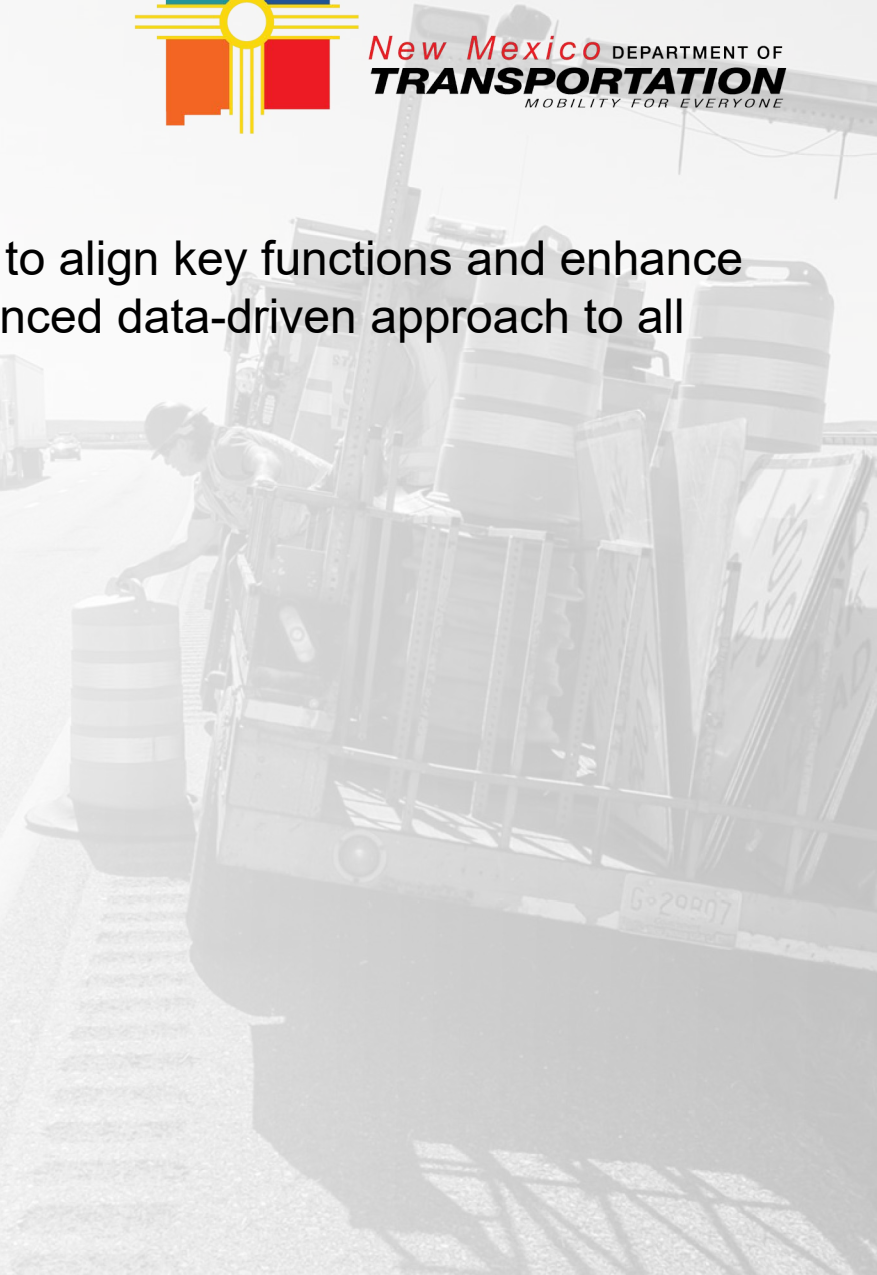 New Mexico DEPARTMENT OF
TRANSPORTATION
MOBILITY FOR EVERYONE
to align key functions and enhance
nced data-driven approach to all
G 29807